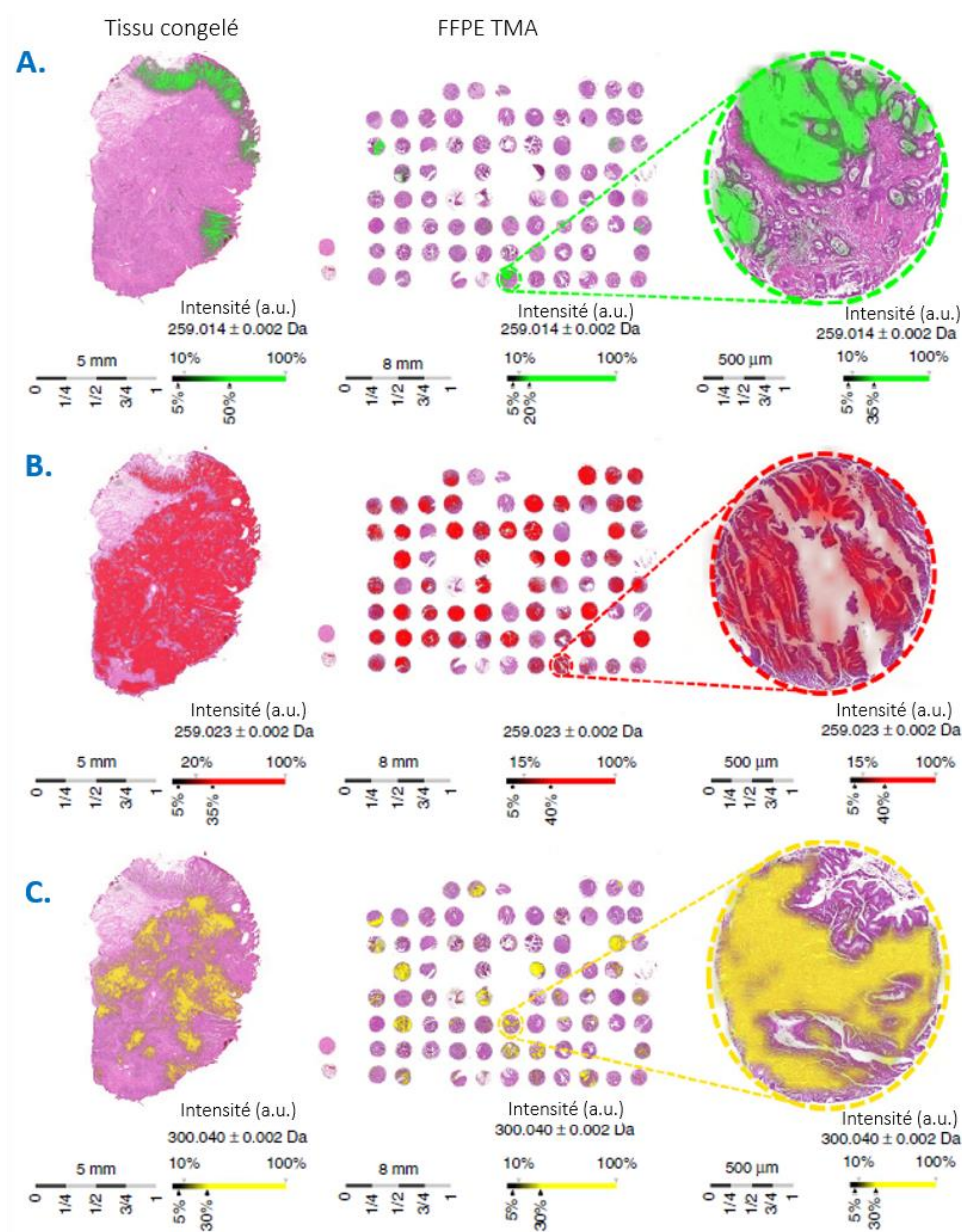 Tissu congelé
FFPE TMA
A.
Intensité (a.u.)
259.014 ± 0.002 Da
5 mm
0 1/4 1/2 3/4 1
10% 100%
5% 50%
Intensité (a.u.)
259.014 ± 0.002 Da
8 mm
0 1/4 1/2 3/4 1
10% 100%
5% 20%
Intensité (a.u.)
259.014 ± 0.002 Da
500 µm
0 1/4 1/2 3/4 1
10% 100%
5% 35%
B.
Intensité (a.u.)
259.023 ± 0.002 Da
5 mm
0 1/4 1/2 3/4 1
20% 100%
5% 35%
259.023 ± 0.002 Da
8 mm
0 1/4 1/2 3/4 1
15% 100%
5% 40%
Intensité (a.u.)
259.023 ± 0.002 Da
500 µm
0 1/4 1/2 3/4 1
15% 100%
5% 40%
C.
Intensité (a.u.)
300.040 ± 0.002 Da
5 mm
0 1/4 1/2 3/4 1
10% 100%
5% 30%
Intensité (a.u.)
300.040 ± 0.002 Da
8 mm
0 1/4 1/2 3/4 1
10% 100%
5% 30%
Intensité (a.u.)
300.040 ± 0.002 Da
500 µm
0 1/4 1/2 3/4 1
10% 100%
5%